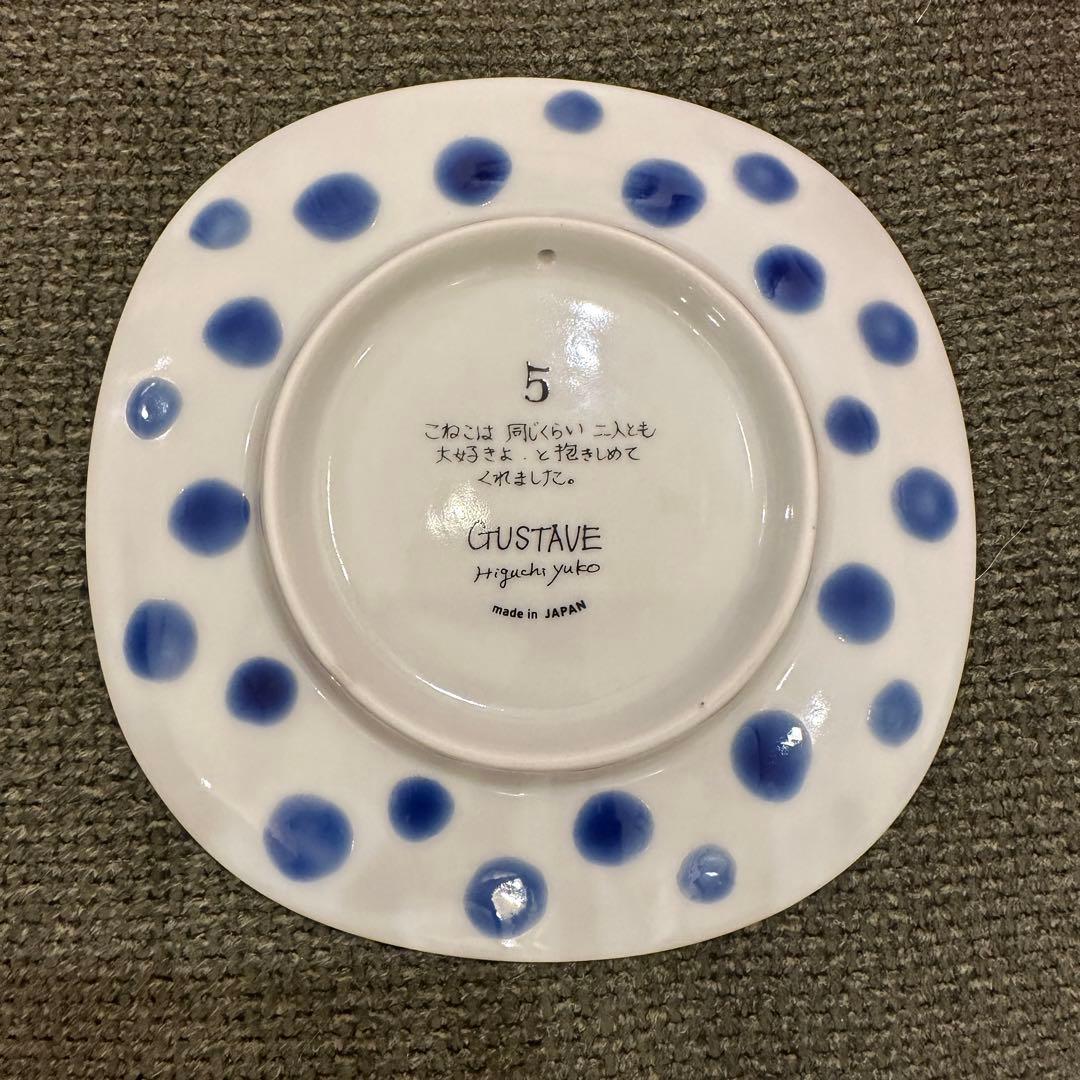 5
こねこは 同じくらい 二人とも
大好きよ.と抱きしめて
くれました。
GUSTAVE
Higuchi yuko
made in JAPAN